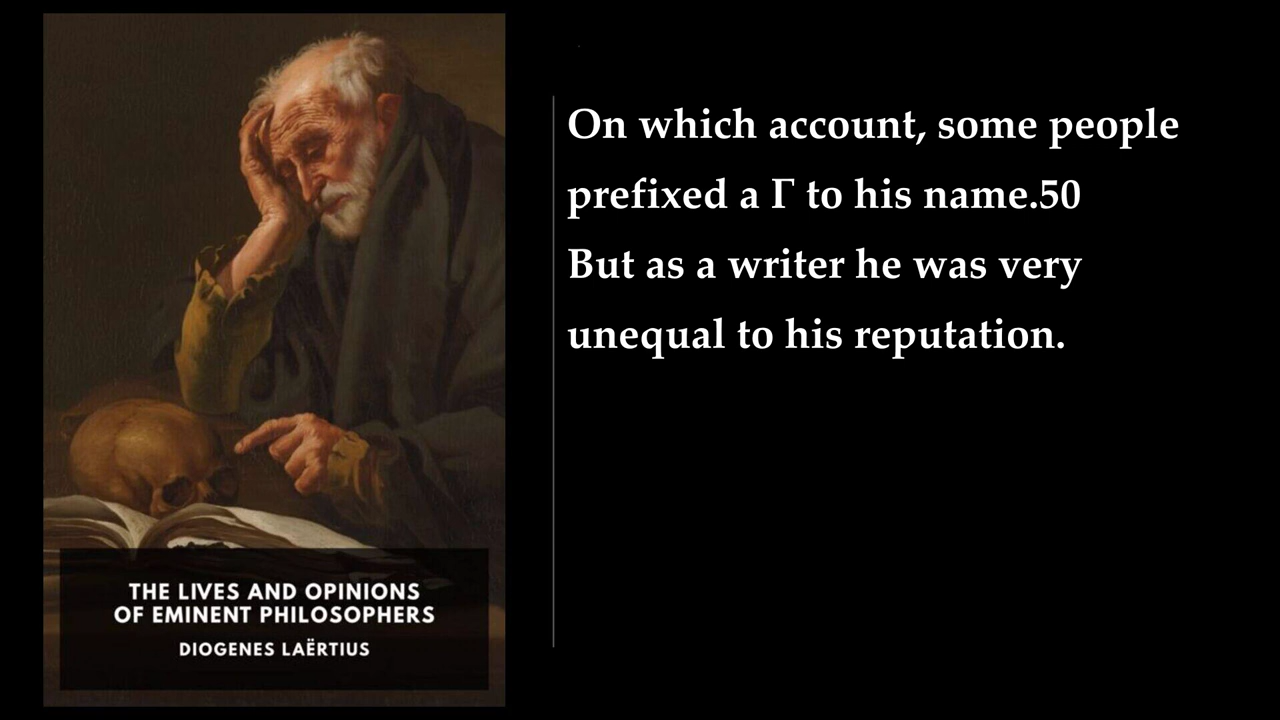 On which account, some people
prefixed a Γ to his name.50
But as a writer he was very
unequal to his reputation.
THE LIVES AND OPINIONS
OF EMINENT PHILOSOPHERS
DIOGENES LAËRTIUS